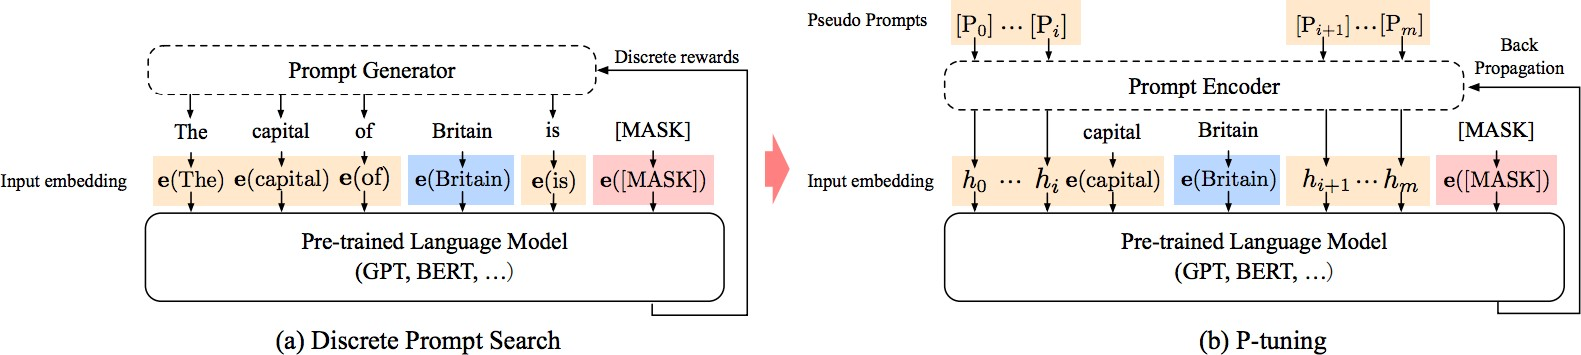 Prompt Generator
Discrete rewards
The capital of Britain is [MASK]
Input embedding e(The) e(capital) e(of) e(Britain) e(is) e([MASK])
Pre-trained Language Model
(GPT, BERT, …)
(a) Discrete Prompt Search
Pseudo Prompts [P₀] ⋯ [Pᵢ] [Pᵢ₊₁] ⋯ [Pₘ]
Back
Propagation
Prompt Encoder
capital Britain [MASK]
Input embedding h₀ ⋯ hᵢ e(capital) e(Britain) hᵢ₊₁ ⋯ hₘ e([MASK])
Pre-trained Language Model
(GPT, BERT, …)
(b) P-tuning